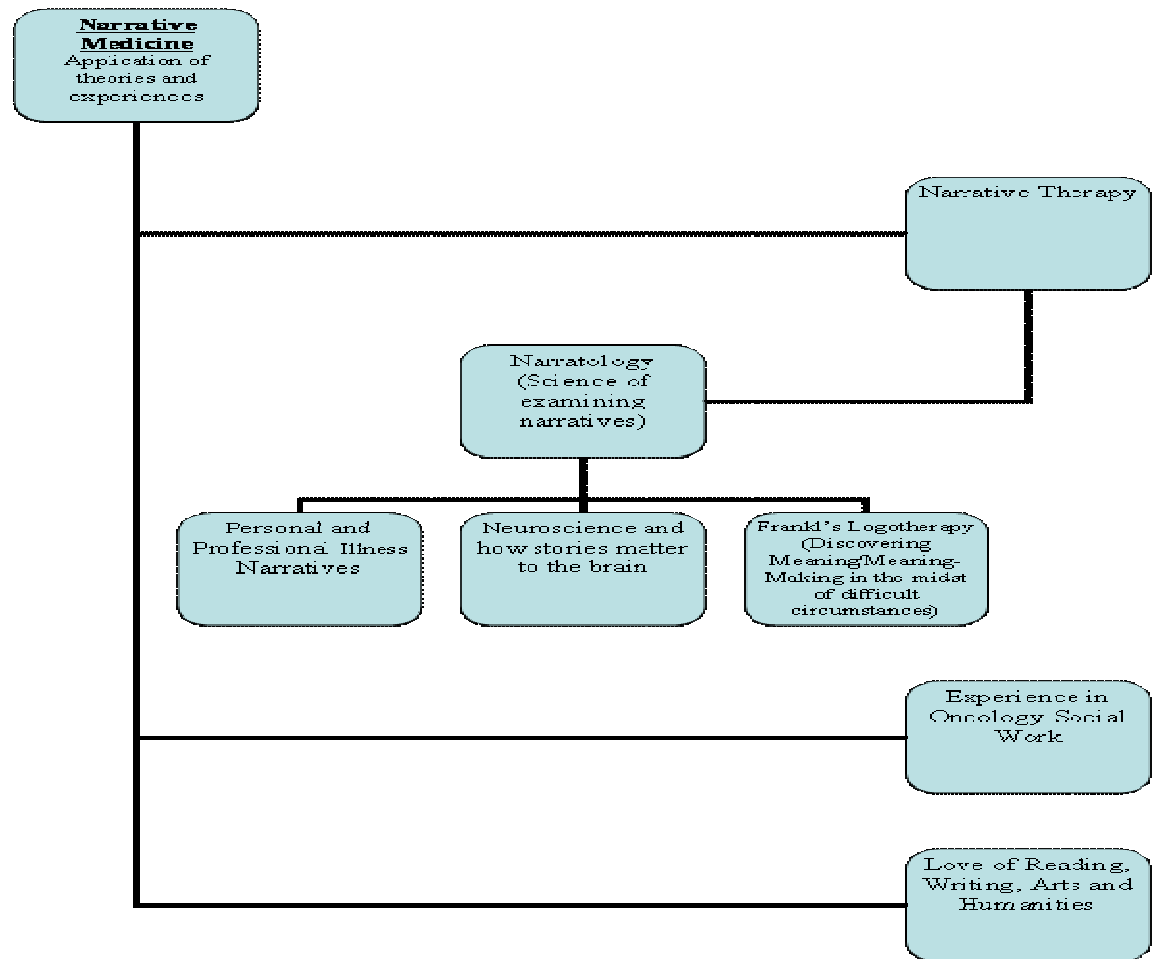 Narrative
Medicine
Application of
theories and
experiences
Narrative Therapy
Narratology
(Science of
examining
narratives)
Personal and
Professional Illness
Narratives
Neuroscience and
how stories matter
to the brain
Frankl's Logotherapy
(Discovering
Meaning/Meaning-
Making in the midst
of difficult
circumstances)
Experience in
Oncology Social
Work
Love of Reading,
Writing, Arts and
Humanities